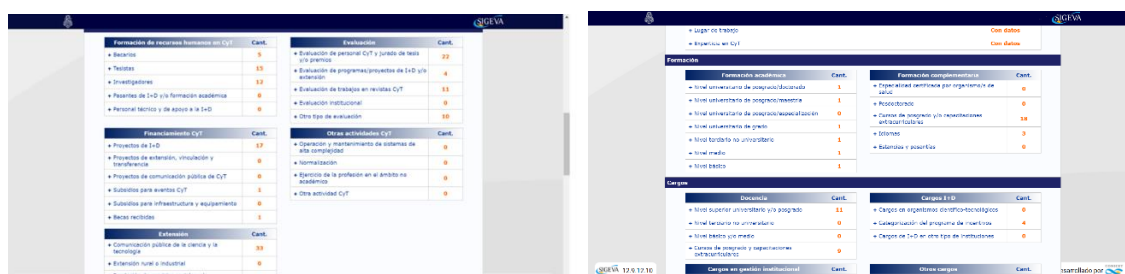 SIGEVA
Formación de recursos humanos en CyT Cant.
+ Becarios 5
+ Tesistas 15
+ Investigadores 13
+ Pasantes de I+D y/o formación académica 0
+ Personal técnico y de apoyo a la I+D 0
Evaluación Cant.
+ Evaluación de personal CyT y jurado de tesis
y/o premios 22
+ Evaluación de programas/proyectos de I+D y/o
extensión 4
+ Evaluación de trabajos en revistas CyT 11
+ Evaluación institucional 0
+ Otro tipo de evaluación 10
Financiamiento CyT Cant.
+ Proyectos de I+D 17
+ Proyectos de extensión, vinculación y
transferencia 0
+ Proyectos de comunicación pública de CyT 0
+ Subsidios para eventos CyT 1
+ Subsidios para infraestructura y equipamiento 0
+ Becas recibidas 1
Otras actividades CyT Cant.
+ Operación y mantenimiento de sistemas de
alta complejidad 0
+ Normalización 0
+ Ejercicio de la profesión en el ámbito no
académico 0
+ Otra actividad CyT 0
Extensión Cant.
+ Comunicación pública de la ciencia y la
tecnología 33
+ Extensión rural o industrial 0
SIGEVA
+ Lugar de trabajo Con datos
+ Experticia en CyT Con datos
Formación
Formación académica Cant.
+ Nivel universitario de posgrado/doctorado 1
+ Nivel universitario de posgrado/maestría 1
+ Nivel universitario de posgrado/especialización 0
+ Nivel universitario de grado 1
+ Nivel terciario no universitario 1
+ Nivel medio 1
+ Nivel básico 1
Formación complementaria Cant.
+ Especialidad certificada por organismo/s de
salud 0
+ Posdoctorado 0
+ Cursos de posgrado y/o capacitaciones
extracurriculares
+ Idiomas 3
+ Estancias o pasantías 0
Cargos
Docencia Cant.
+ Nivel superior universitario y/o posgrado 11
+ Nivel terciario no universitario 0
+ Nivel básico y/o medio 0
+ Cursos de posgrado y capacitaciones
extracurriculares 9
Cargos I+D Cant.
+ Cargos en organismos científico-tecnológicos 0
+ Categorización del programa de incentivos 4
+ Cargos de I+D en otro tipo de instituciones 0
Cargos en gestión institucional Cant.
Otros cargos Cant.
SIGEVA 12.9.12.10
esarrollado por